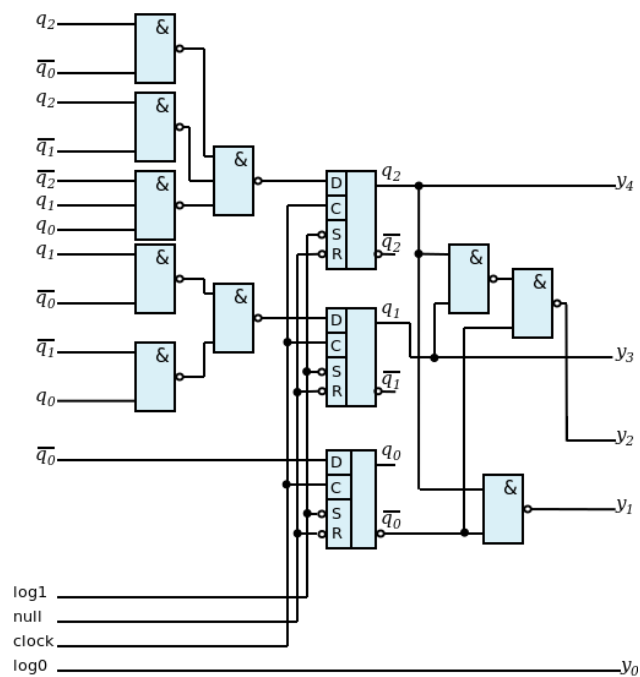 q₂ &
q̅₀
q₂ &
q̅₁
q̅₂ &
q₁
q₀
&
q₁ &
q̅₀
&
q̅₁ &
q₀
D q₂ y₄
C
S
R q̅₂
& &
D q₁
C y₃
S
R q̅₁
y₂
q̅₀ D q₀
C &
S y₁
R q̅₀
log1
null
clock
log0 y₀